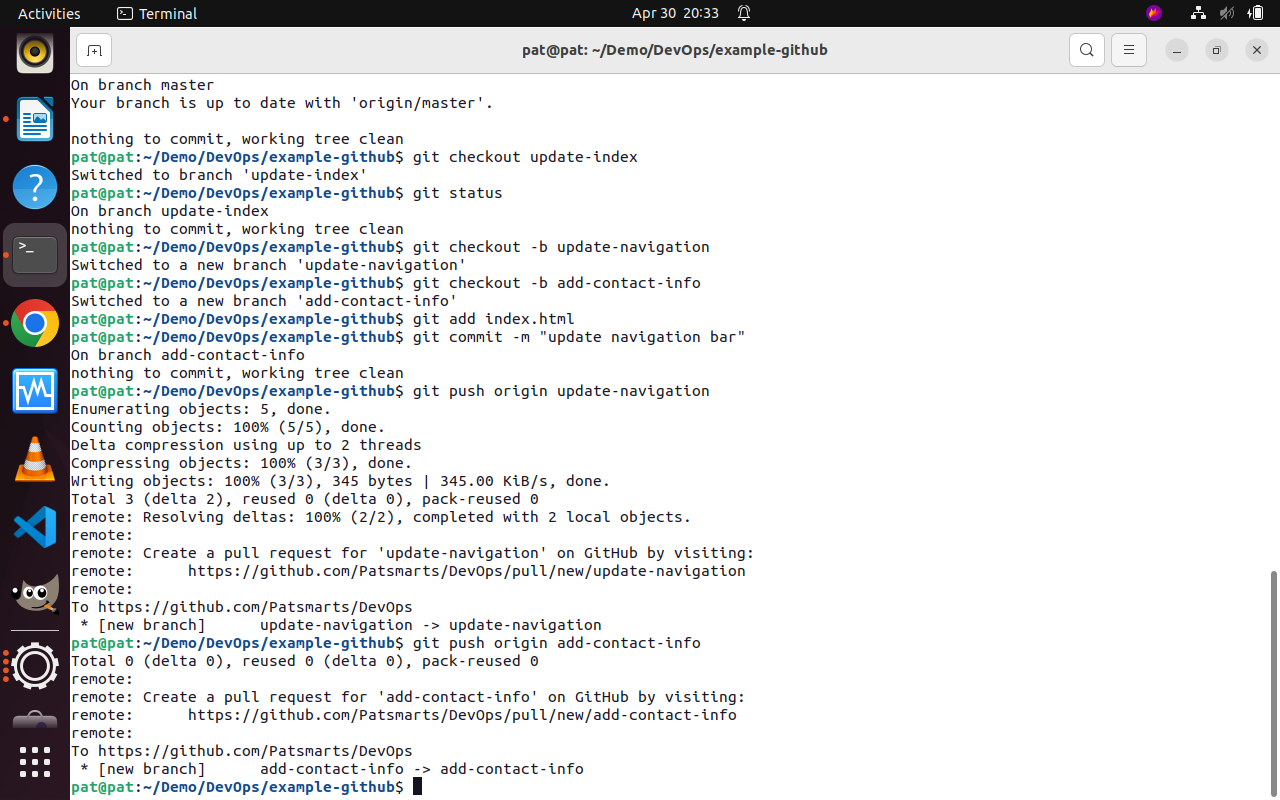 Activities
Terminal
Apr 30 20:33
pat@pat: ~/Demo/DevOps/example-github
On branch master
Your branch is up to date with 'origin/master'.
nothing to commit, working tree clean
pat@pat:~/Demo/DevOps/example-github$ git checkout update-index
Switched to branch 'update-index'
pat@pat:~/Demo/DevOps/example-github$ git status
On branch update-index
nothing to commit, working tree clean
pat@pat:~/Demo/DevOps/example-github$ git checkout -b update-navigation
Switched to a new branch 'update-navigation'
pat@pat:~/Demo/DevOps/example-github$ git checkout -b add-contact-info
Switched to a new branch 'add-contact-info'
pat@pat:~/Demo/DevOps/example-github$ git add index.html
pat@pat:~/Demo/DevOps/example-github$ git commit -m "update navigation bar"
On branch add-contact-info
nothing to commit, working tree clean
pat@pat:~/Demo/DevOps/example-github$ git push origin update-navigation
Enumerating objects: 5, done.
Counting objects: 100% (5/5), done.
Delta compression using up to 2 threads
Compressing objects: 100% (3/3), done.
Writing objects: 100% (3/3), 345 bytes | 345.00 KiB/s, done.
Total 3 (delta 2), reused 0 (delta 0), pack-reused 0
remote: Resolving deltas: 100% (2/2), completed with 2 local objects.
remote:
remote: Create a pull request for 'update-navigation' on GitHub by visiting:
remote:      https://github.com/Patsmarts/DevOps/pull/new/update-navigation
remote:
To https://github.com/Patsmarts/DevOps
 * [new branch]      update-navigation -> update-navigation
pat@pat:~/Demo/DevOps/example-github$ git push origin add-contact-info
Total 0 (delta 0), reused 0 (delta 0), pack-reused 0
remote:
remote: Create a pull request for 'add-contact-info' on GitHub by visiting:
remote:      https://github.com/Patsmarts/DevOps/pull/new/add-contact-info
remote:
To https://github.com/Patsmarts/DevOps
 * [new branch]      add-contact-info -> add-contact-info
pat@pat:~/Demo/DevOps/example-github$